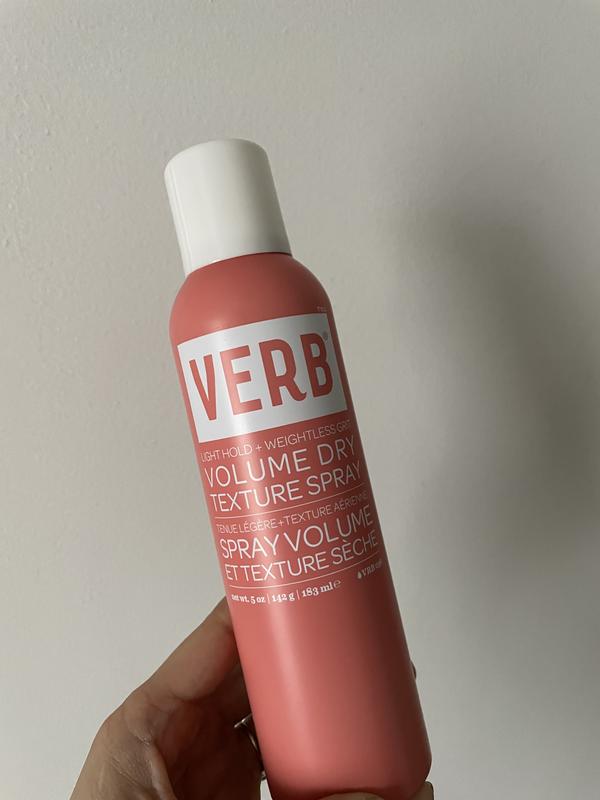 VERB®
LIGHT HOLD + WEIGHTLESS GRIT
VOLUME DRY
TEXTURE SPRAY
TENUE LÉGÈRE+TEXTURE AÉRIENNE
SPRAY VOLUME
ET TEXTURE SÈCHE
net wt. 5 oz | 142 g | 183 ml ℮